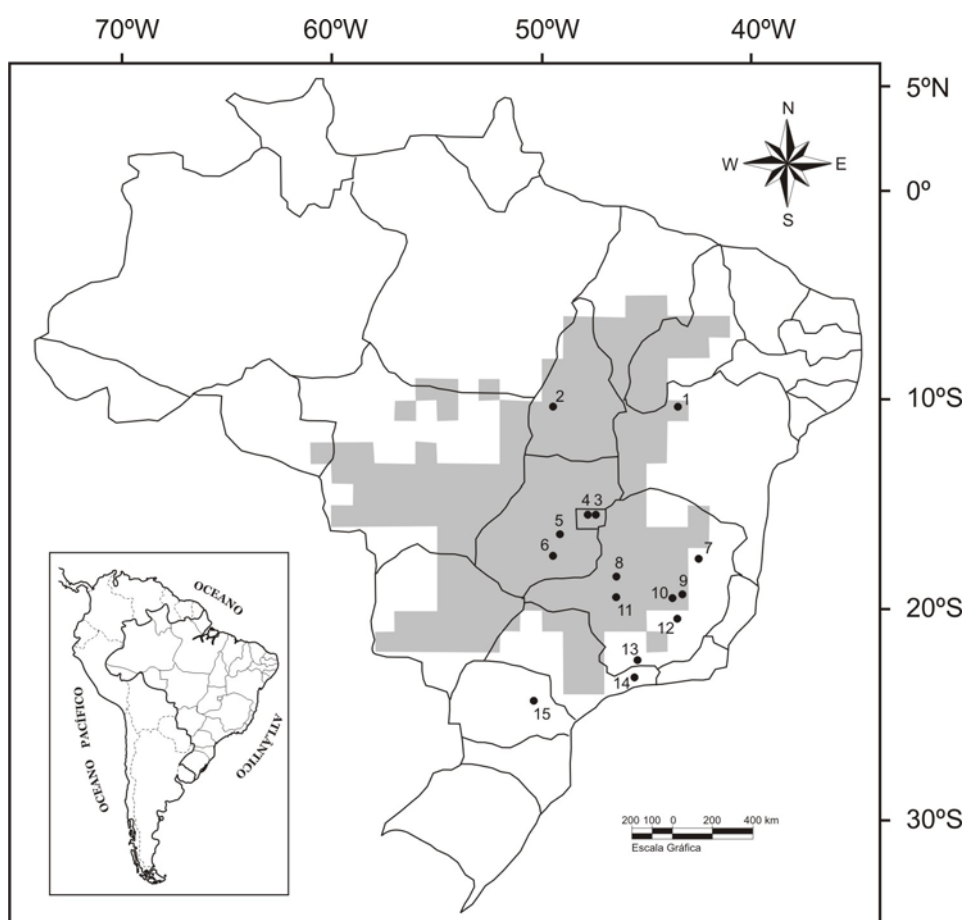 70ºW 60ºW 50ºW 40ºW
5ºN
N
W E
S
0º
10ºS
2 1
4 3
5
6
7
8
9
10
11
12
20ºS
13
14
15
30ºS
200 100 0 200 400 km
Escala Gráfica
OCEANO
OCEANO PACÍFICO
ATLÂNTICO